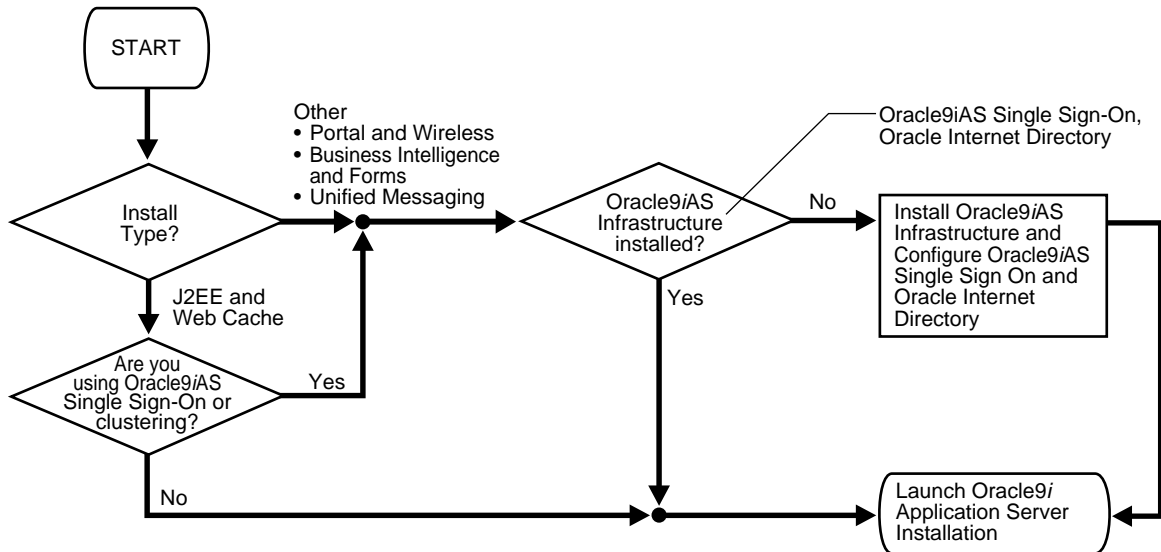 START
Other
• Portal and Wireless
• Business Intelligence
and Forms
• Unified Messaging
Oracle9iAS Single Sign-On,
Oracle Internet Directory
Install
Type?
Oracle9iAS
Infrastructure
installed?
No
Install Oracle9iAS
Infrastructure and
Configure Oracle9iAS
Single Sign On and
Oracle Internet
Directory
J2EE and
Web Cache
Yes
Are you
using Oracle9iAS
Single Sign-On or
clustering?
Yes
No
Launch Oracle9i
Application Server
Installation